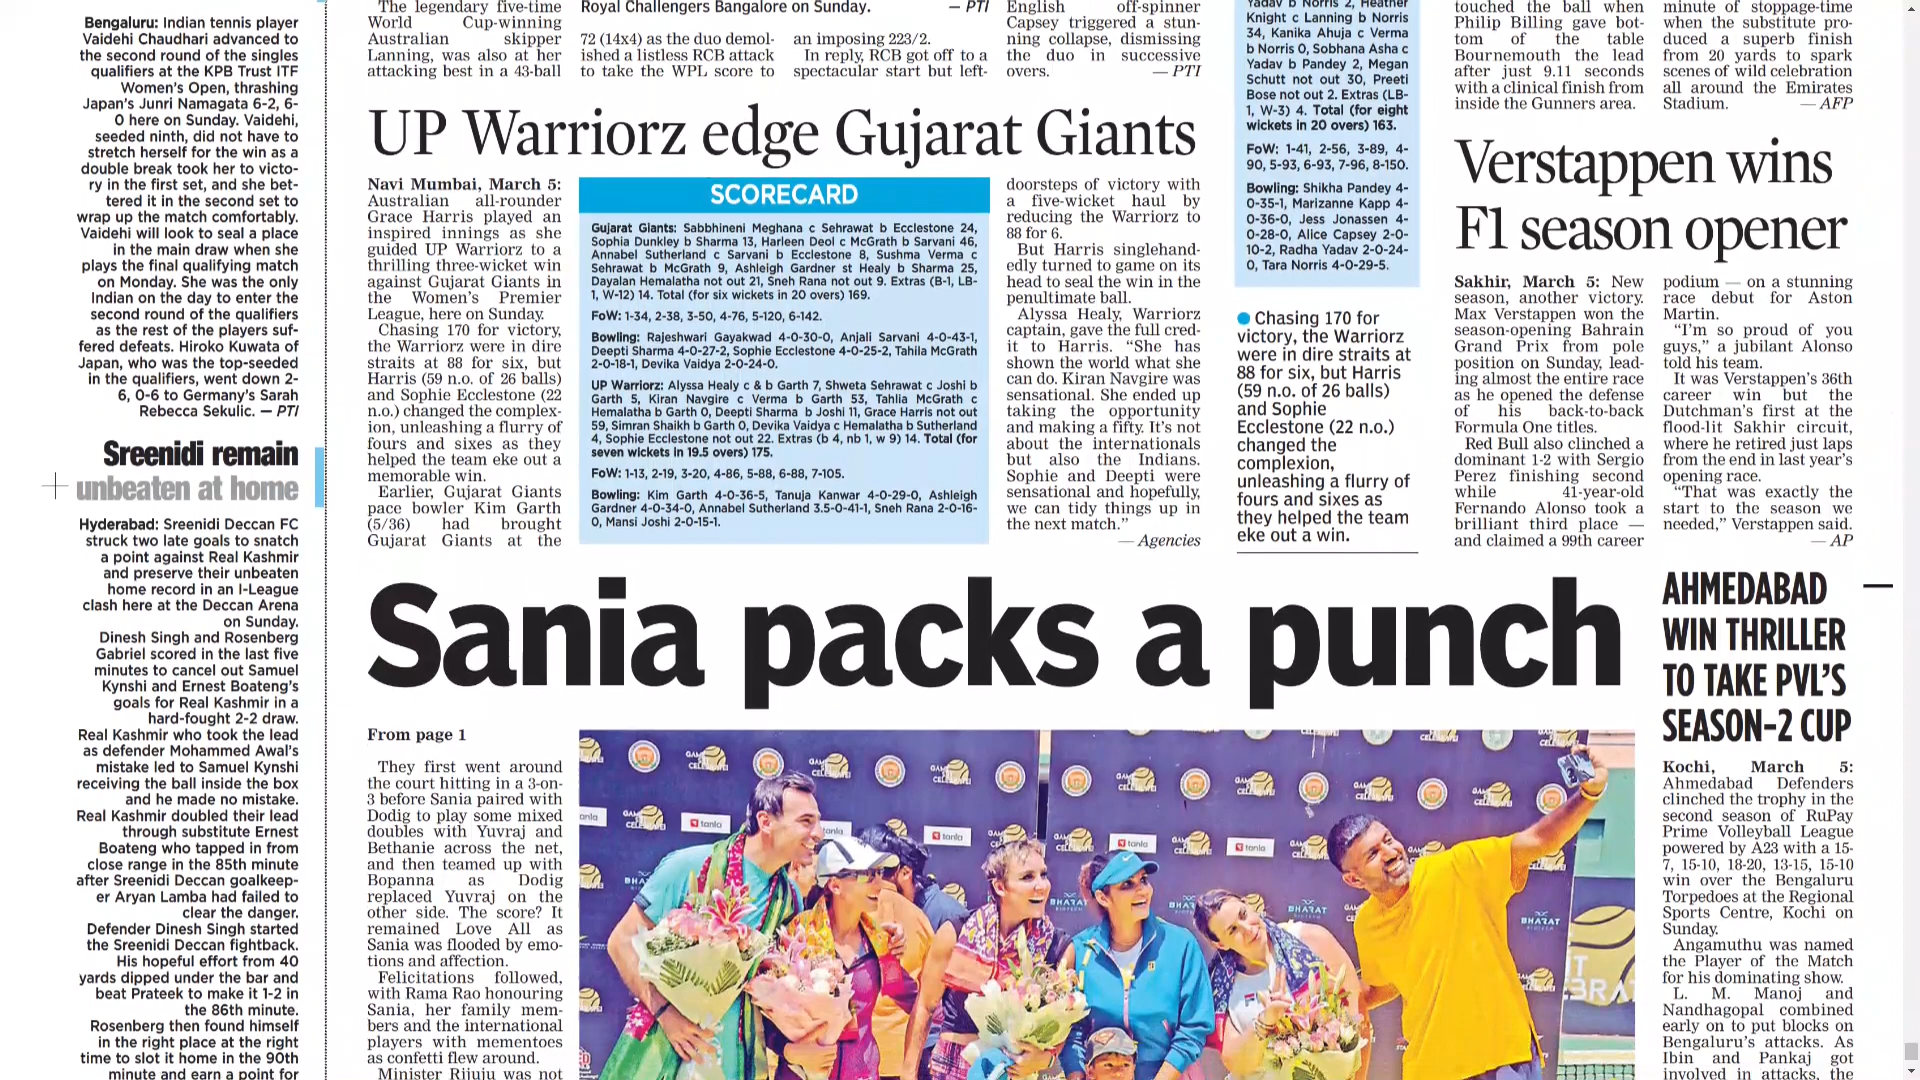 Bengaluru: Indian tennis player
Vaidehi Chaudhari advanced to
the second round of the singles
qualifiers at the KPB Trust ITF
Women's Open, thrashing
Japan's Junri Namagata 6-2, 6-
0 here on Sunday. Vaidehi,
seeded ninth, did not have to
stretch herself for the win as a
double break took her to victo-
ry in the first set, and she bet-
tered it in the second set to
wrap up the match comfortably.
Vaidehi will look to seal a place
in the main draw when she
plays the final qualifying match
on Monday. She was the only
Indian on the day to enter the
second round of the qualifiers
as the rest of the players suf-
fered defeats. Hiroko Kuwata of
Japan, who was the top-seeded
in the qualifiers, went down 2-
6, 0-6 to Germany's Sarah
Rebecca Sekulic. — PTI
Sreenidi remain
unbeaten at home
Hyderabad: Sreenidi Deccan FC
struck two late goals to snatch
a point against Real Kashmir
and preserve their unbeaten
home record in an I-League
clash here at the Deccan Arena
on Sunday.
Dinesh Singh and Rosenberg
Gabriel scored in the last five
minutes to cancel out Samuel
Kynshi and Ernest Boateng's
goals for Real Kashmir in a
hard-fought 2-2 draw.
Real Kashmir who took the lead
as defender Mohammed Awal's
mistake led to Samuel Kynshi
receiving the ball inside the box
and he made no mistake.
Real Kashmir doubled their lead
through substitute Ernest
Boateng who tapped in from
close range in the 85th minute
after Sreenidi Deccan goalkeep-
er Aryan Lamba had failed to
clear the danger.
Defender Dinesh Singh started
the Sreenidi Deccan fightback.
His hopeful effort from 40
yards dipped under the bar and
beat Prateek to make it 1-2 in
the 86th minute.
Rosenberg then found himself
in the right place at the right
time to slot it home in the 90th
minute and earn a point for
The legendary five-time
World Cup-winning
Australian skipper
Lanning, was also at her
attacking best in a 43-ball
Royal Challengers Bangalore on Sunday. — PTI
72 (14x4) as the duo demol-
ished a listless RCB attack
to take the WPL score to
an imposing 223/2.
In reply, RCB got off to a
spectacular start but left-
English off-spinner
Capsey triggered a stun-
ning collapse, dismissing
the duo in successive
overs. — PTI
UP Warriorz edge Gujarat Giants
Navi Mumbai, March 5:
Australian all-rounder
Grace Harris played an
inspired innings as she
guided UP Warriorz to a
thrilling three-wicket win
against Gujarat Giants in
the Women's Premier
League, here on Sunday.
Chasing 170 for victory,
the Warriorz were in dire
straits at 88 for six, but
Harris (59 n.o. of 26 balls)
and Sophie Ecclestone (22
n.o.) changed the complex-
ion, unleashing a flurry of
fours and sixes as they
helped the team eke out a
memorable win.
Earlier, Gujarat Giants
pace bowler Kim Garth
(5/36) had brought
Gujarat Giants at the
SCORECARD
Gujarat Giants: Sabbhineni Meghana c Sehrawat b Ecclestone 24,
Sophia Dunkley b Sharma 13, Harleen Deol c McGrath b Sarvani 46,
Annabel Sutherland c Sarvani b Ecclestone 8, Sushma Verma c
Sehrawat b McGrath 9, Ashleigh Gardner st Healy b Sharma 25,
Dayalan Hemalatha not out 21, Sneh Rana not out 9. Extras (B-1, LB-
1, W-12) 14. Total (for six wickets in 20 overs) 169.
FoW: 1-34, 2-38, 3-50, 4-76, 5-120, 6-142.
Bowling: Rajeshwari Gayakwad 4-0-30-0, Anjali Sarvani 4-0-43-1,
Deepti Sharma 4-0-27-2, Sophie Ecclestone 4-0-25-2, Tahila McGrath
2-0-18-1, Devika Vaidya 2-0-24-0.
UP Warriorz: Alyssa Healy c & b Garth 7, Shweta Sehrawat c Joshi b
Garth 5, Kiran Navgire c Verma b Garth 53, Tahlia McGrath c
Hemalatha b Garth 0, Deepti Sharma b Joshi 11, Grace Harris not out
59, Simran Shaikh b Garth 0, Devika Vaidya c Hemalatha b Sutherland
4, Sophie Ecclestone not out 22. Extras (b 4, nb 1, w 9) 14. Total (for
seven wickets in 19.5 overs) 175.
FoW: 1-13, 2-19, 3-20, 4-86, 5-88, 6-88, 7-105.
Bowling: Kim Garth 4-0-36-5, Tanuja Kanwar 4-0-29-0, Ashleigh
Gardner 4-0-34-0, Annabel Sutherland 3.5-0-41-1, Sneh Rana 2-0-16-
0, Mansi Joshi 2-0-15-1.
doorsteps of victory with
a five-wicket haul by
reducing the Warriorz to
88 for 6.
But Harris singlehand-
edly turned to game on its
head to seal the win in the
penultimate ball.
Alyssa Healy, Warriorz
captain, gave the full cred-
it to Harris. "She has
shown the world what she
can do. Kiran Navgire was
sensational. She ended up
taking the opportunity
and making a fifty. It's not
about the internationals
but also the Indians.
Sophie and Deepti were
sensational and hopefully,
we can tidy things up in
the next match."
— Agencies
Yadav b Norris 2, Heather
Knight c Lanning b Norris
34, Kanika Ahuja c Verma
b Norris 0, Sobhana Asha c
Yadav b Pandey 2, Megan
Schutt not out 30, Preeti
Bose not out 2. Extras (LB-
1, W-3) 4. Total (for eight
wickets in 20 overs) 163.
FoW: 1-41, 2-56, 3-89, 4-
90, 5-93, 6-93, 7-96, 8-150.
Bowling: Shikha Pandey 4-
0-35-1, Marizanne Kapp 4-
0-36-0, Jess Jonassen 4-
0-28-0, Alice Capsey 2-0-
10-2, Radha Yadav 2-0-24-
0, Tara Norris 4-0-29-5.
● Chasing 170 for
victory, the Warriorz
were in dire straits at
88 for six, but Harris
(59 n.o. of 26 balls)
and Sophie
Ecclestone (22 n.o.)
changed the
complexion,
unleashing a flurry of
fours and sixes as
they helped the team
eke out a win.
touched the ball when
Philip Billing gave bot-
tom of the table
Bournemouth the lead
after just 9.11 seconds
with a clinical finish from
inside the Gunners area.
minute of stoppage-time
when the substitute pro-
duced a superb finish
from 20 yards to spark
scenes of wild celebration
all around the Emirates
Stadium. — AFP
Verstappen wins
F1 season opener
Sakhir, March 5: New
season, another victory.
Max Verstappen won the
season-opening Bahrain
Grand Prix from pole
position on Sunday, lead-
ing almost the entire race
as he opened the defense
of his back-to-back
Formula One titles.
Red Bull also clinched a
dominant 1-2 with Sergio
Perez finishing second
while 41-year-old
Fernando Alonso took a
brilliant third place —
and claimed a 99th career
podium — on a stunning
race debut for Aston
Martin.
"I'm so proud of you
guys," a jubilant Alonso
told his team.
It was Verstappen's 36th
career win but the
Dutchman's first at the
flood-lit Sakhir circuit,
where he retired just laps
from the end in last year's
opening race.
"That was exactly the
start to the season we
needed," Verstappen said.
— AP
Sania packs a punch
From page 1
They first went around
the court hitting in a 3-on-
3 before Sania paired with
Dodig to play some mixed
doubles with Yuvraj and
Bethanie across the net,
and then teamed up with
Bopanna as Dodig
replaced Yuvraj on the
other side. The score? It
remained Love All as
Sania was flooded by emo-
tions and affection.
Felicitations followed,
with Rama Rao honouring
Sania, her family mem-
bers and the international
players with mementoes
as confetti flew around.
Minister Rijiju was not
tanla
tanla
tanla
tanla
BHARAT
BHARAT
BHARAT
AHMEDABAD
WIN THRILLER
TO TAKE PVL'S
SEASON-2 CUP
Kochi, March 5:
Ahmedabad Defenders
clinched the trophy in the
second season of RuPay
Prime Volleyball League
powered by A23 with a 15-
7, 15-10, 18-20, 13-15, 15-10
win over the Bengaluru
Torpedoes at the Regional
Sports Centre, Kochi on
Sunday.
Angamuthu was named
the Player of the Match
for his dominating show.
L. M. Manoj and
Nandhagopal combined
early on to put blocks on
Bengaluru's attacks. As
Ibin and Pankaj got
involved in attacks, the